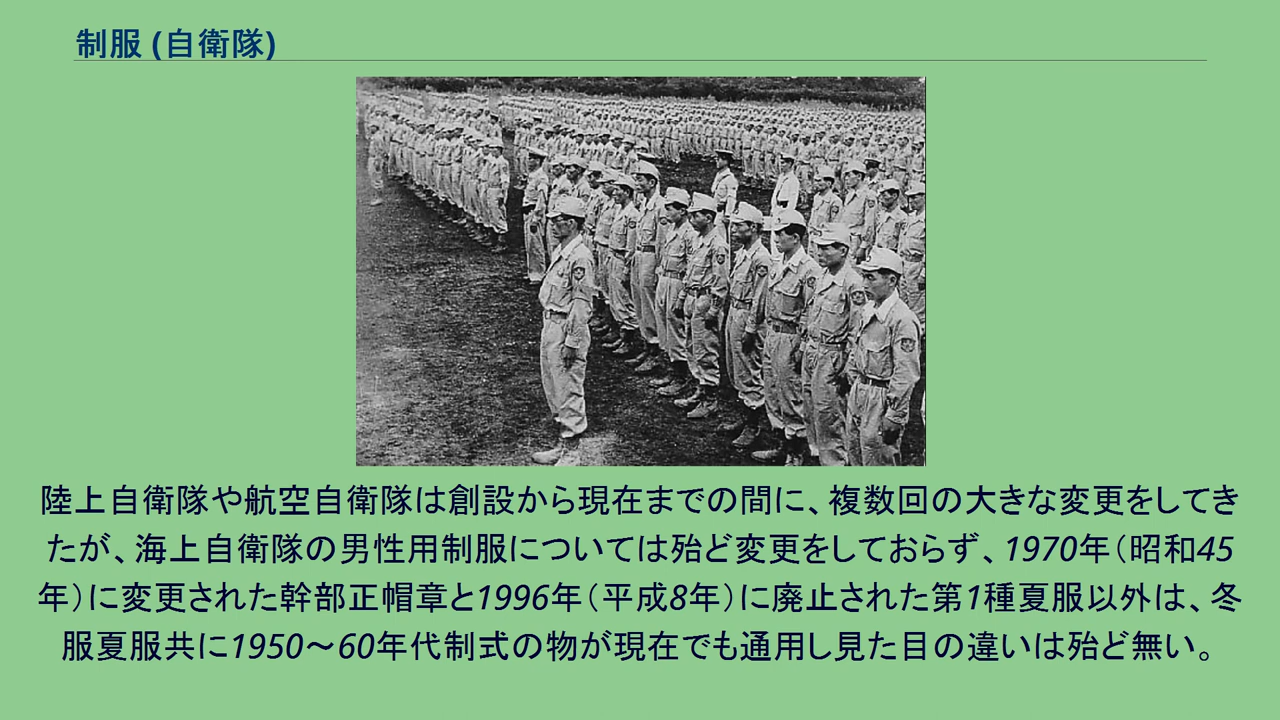 制服 (自衛隊)
陸上自衛隊や航空自衛隊は創設から現在までの間に、複数回の大きな変更をしてき
たが、海上自衛隊の男性用制服については殆ど変更をしておらず、1970年（昭和45
年）に変更された幹部正帽章と1996年（平成8年）に廃止された第1種夏服以外は、冬
服夏服共に1950～60年代制式の物が現在でも通用し見た目の違いは殆ど無い。